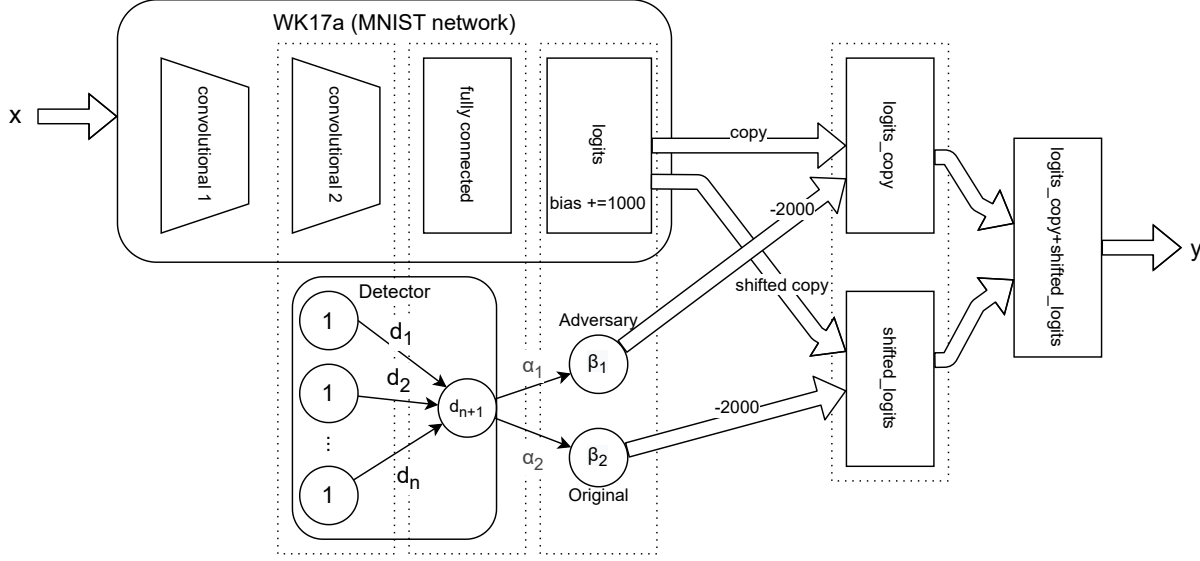 WK17a (MNIST network)
x
convolutional 1
convolutional 2
fully connected
logits
bias +=1000
copy
-2000
shifted copy
logits_copy
shifted_logits
logits_copy+shifted_logits
y
Detector
1
1
⋮
1
d1
d2
dn
dn+1
α1
α2
Adversary
β1
β2
Original
-2000